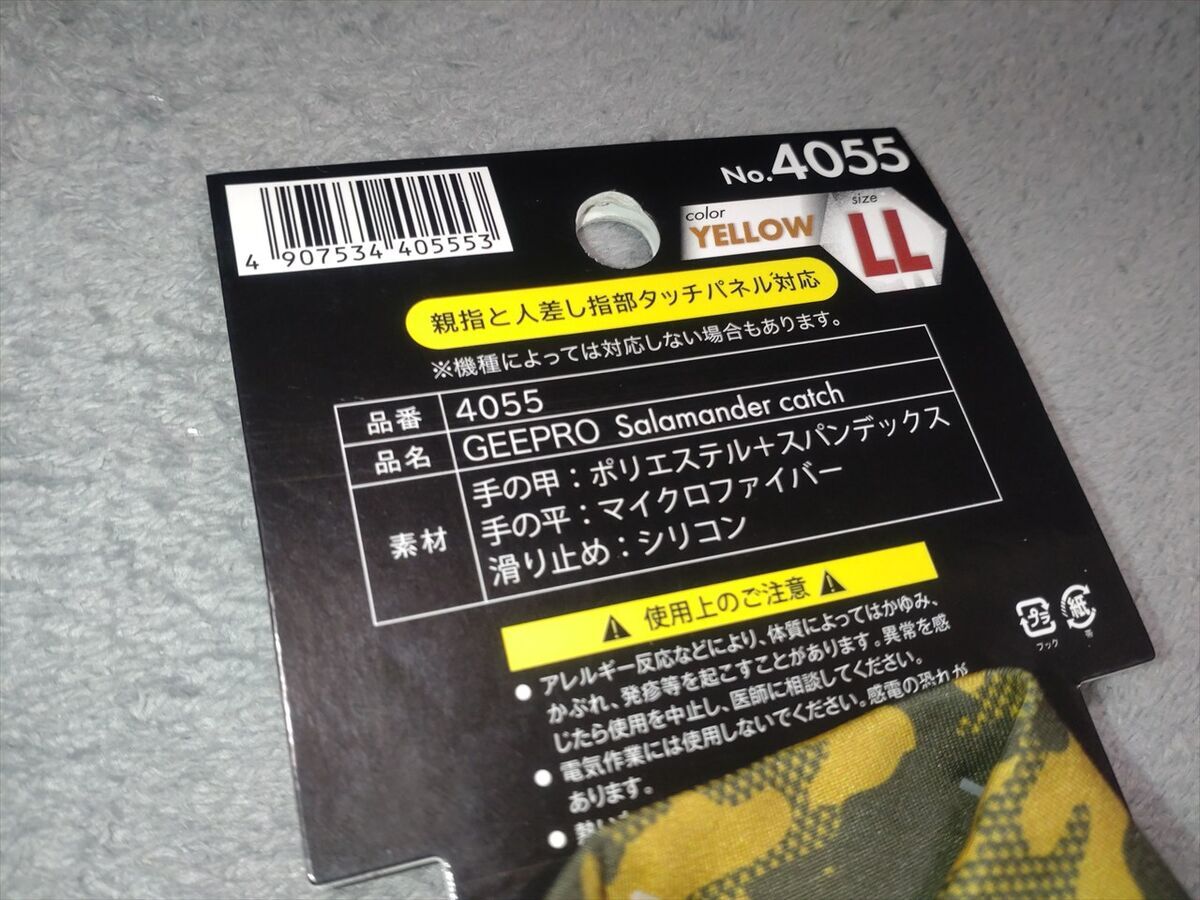 No.4055
4 907534 405553
color
YELLOW
size
LL
親指と人差し指部タッチパネル対応
※機種によっては対応しない場合もあります。
品番 4055
品名 GEEPRO Salamander catch
素材 手の甲：ポリエステル＋スパンデックス
手の平：マイクロファイバー
滑り止め：シリコン
使用上のご注意
● アレルギー反応などにより、体質によってはかゆみ、
かぶれ、発疹等を起こすことがあります。異常を感
じたら使用を中止し、医師に相談してください。
● 電気作業には使用しないでください。感電の恐れが
あります。
プラ
フック
紙
帯